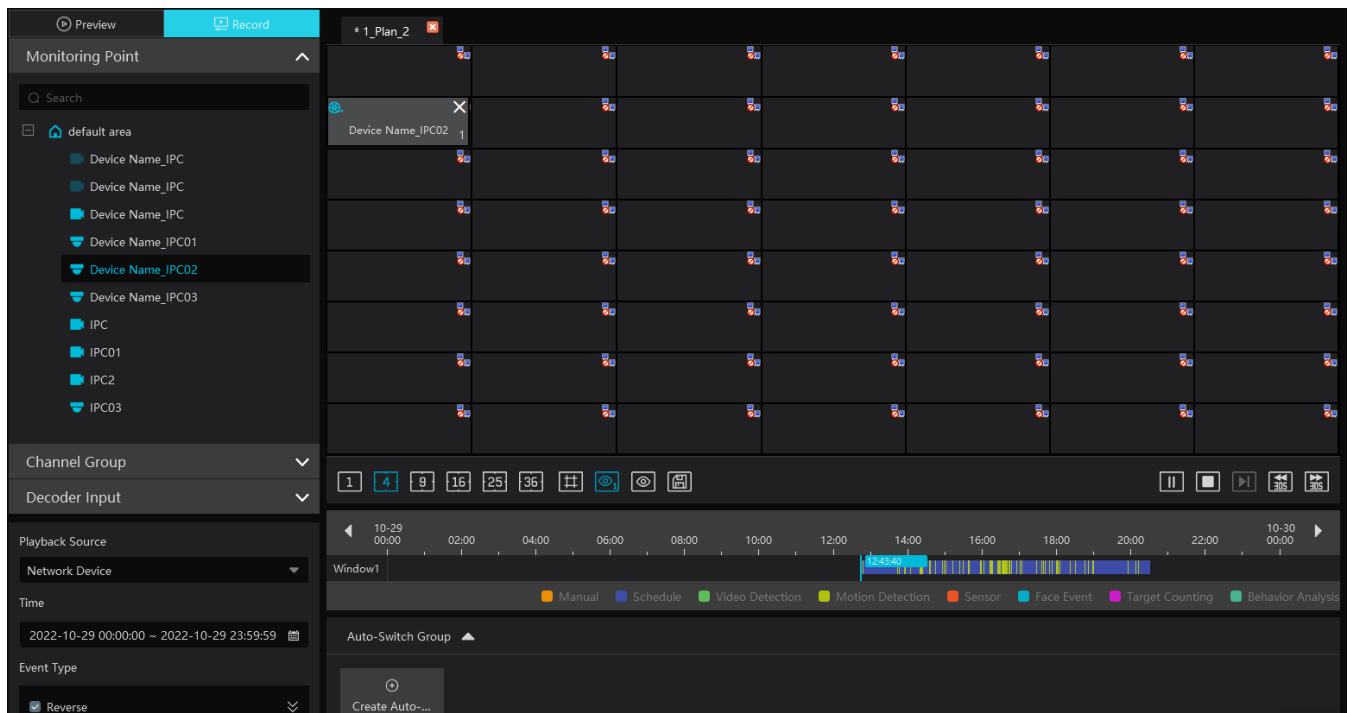 Preview
Record
Monitoring Point
Search
default area
Device Name_IPC
Device Name_IPC
Device Name_IPC
Device Name_IPC01
Device Name_IPC02
Device Name_IPC03
IPC
IPC01
IPC2
IPC03
Channel Group
Decoder Input
Playback Source
Network Device
Time
2022-10-29 00:00:00 ~ 2022-10-29 23:59:59
Event Type
Reverse
* 1_Plan_2
Device Name_IPC02 1
1 4 9 16 25 36 1 30S 30S
10-29 10-30
00:00 02:00 04:00 06:00 08:00 10:00 12:00 14:00 16:00 18:00 20:00 22:00 00:00
Window1 12:43:40
Manual Schedule Video Detection Motion Detection Sensor Face Event Target Counting Behavior Analysis
Auto-Switch Group
Create Auto-...